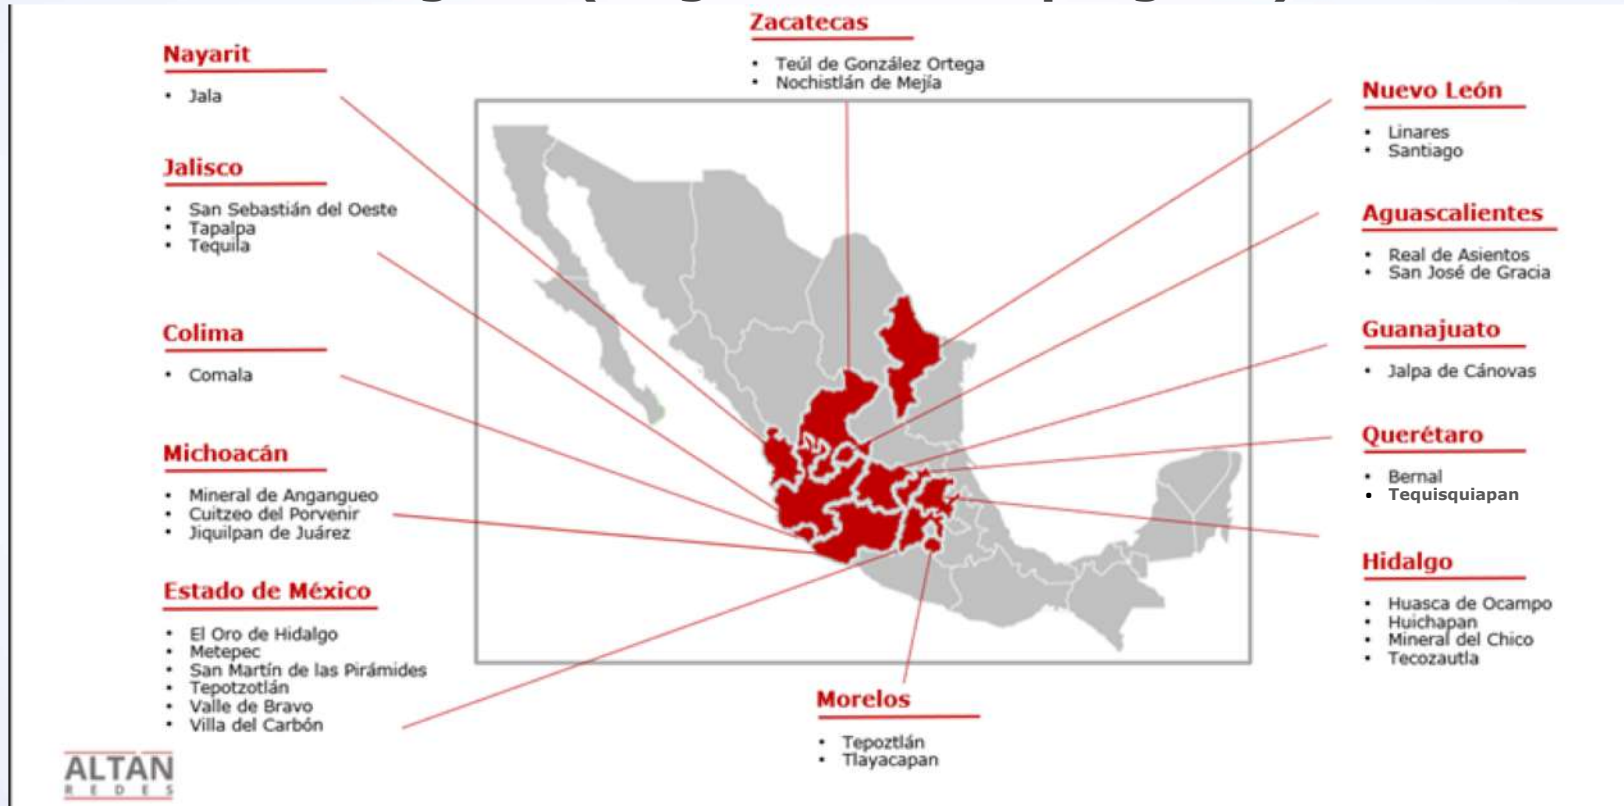 Zacatecas
• Teúl de González Ortega
• Nochistlán de Mejía
Nayarit
• Jala
Jalisco
• San Sebastián del Oeste
• Tapalpa
• Tequila
Colima
• Comala
Michoacán
• Mineral de Angangueo
• Cuitzeo del Porvenir
• Jiquilpan de Juárez
Estado de México
• El Oro de Hidalgo
• Metepec
• San Martín de las Pirámides
• Tepotzotlán
• Valle de Bravo
• Villa del Carbón
Nuevo León
• Linares
• Santiago
Aguascalientes
• Real de Asientos
• San José de Gracia
Guanajuato
• Jalpa de Cánovas
Querétaro
• Bernal
• Tequisquiapan
Hidalgo
• Huasca de Ocampo
• Huichapan
• Mineral del Chico
• Tecozautla
Morelos
• Tepoztlán
• Tlayacapan
ALTÁN
REDES